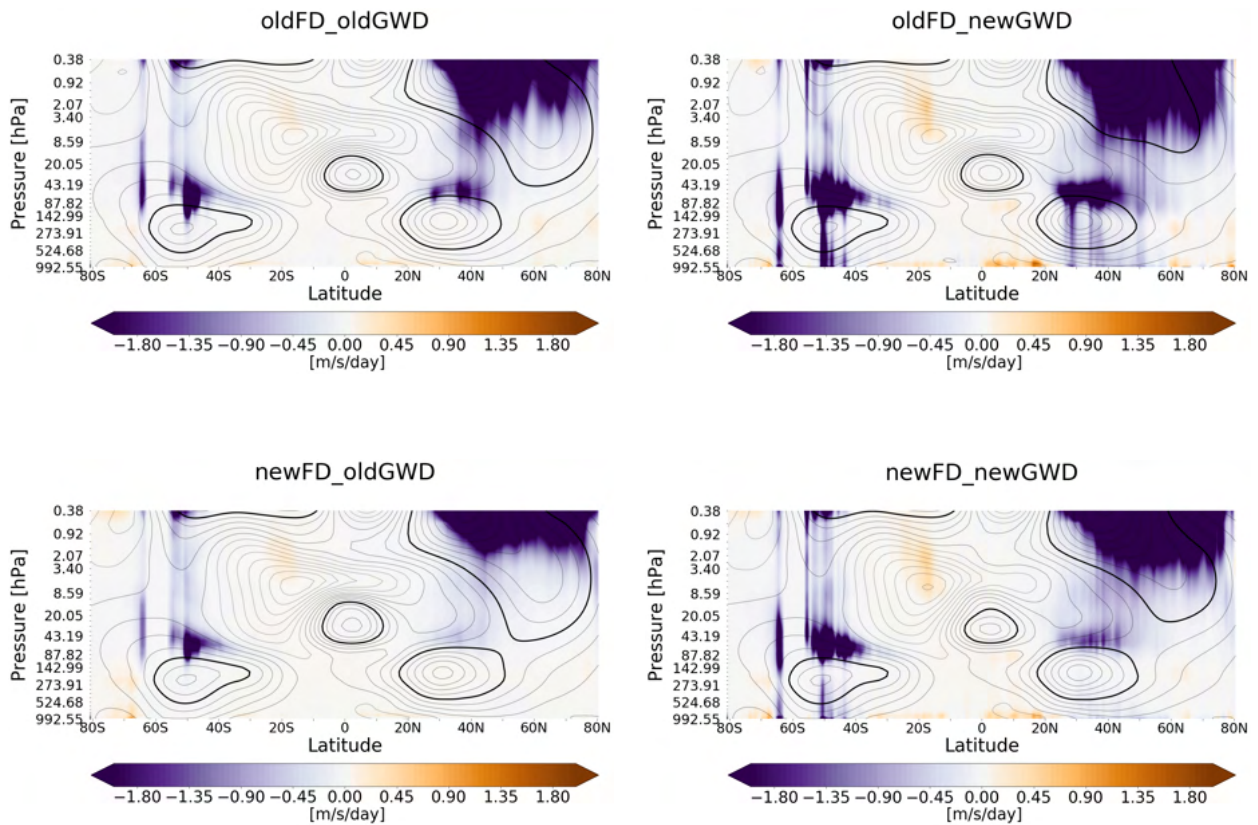 oldFD_oldGWD
Pressure [hPa]
0.38
0.92
2.07
3.40
8.59
20.05
43.19
87.82
142.99
273.91
524.68
992.55
80S 60S 40S 20S 0 20N 40N 60N 80N
Latitude
−1.80 −1.35 −0.90 −0.45 0.00 0.45 0.90 1.35 1.80
[m/s/day]
oldFD_newGWD
Pressure [hPa]
0.38
0.92
2.07
3.40
8.59
20.05
43.19
87.82
142.99
273.91
524.68
992.55
80S 60S 40S 20S 0 20N 40N 60N 80N
Latitude
−1.80 −1.35 −0.90 −0.45 0.00 0.45 0.90 1.35 1.80
[m/s/day]
newFD_oldGWD
Pressure [hPa]
0.38
0.92
2.07
3.40
8.59
20.05
43.19
87.82
142.99
273.91
524.68
992.55
80S 60S 40S 20S 0 20N 40N 60N 80N
Latitude
−1.80 −1.35 −0.90 −0.45 0.00 0.45 0.90 1.35 1.80
[m/s/day]
newFD_newGWD
Pressure [hPa]
0.38
0.92
2.07
3.40
8.59
20.05
43.19
87.82
142.99
273.91
524.68
992.55
80S 60S 40S 20S 0 20N 40N 60N 80N
Latitude
−1.80 −1.35 −0.90 −0.45 0.00 0.45 0.90 1.35 1.80
[m/s/day]